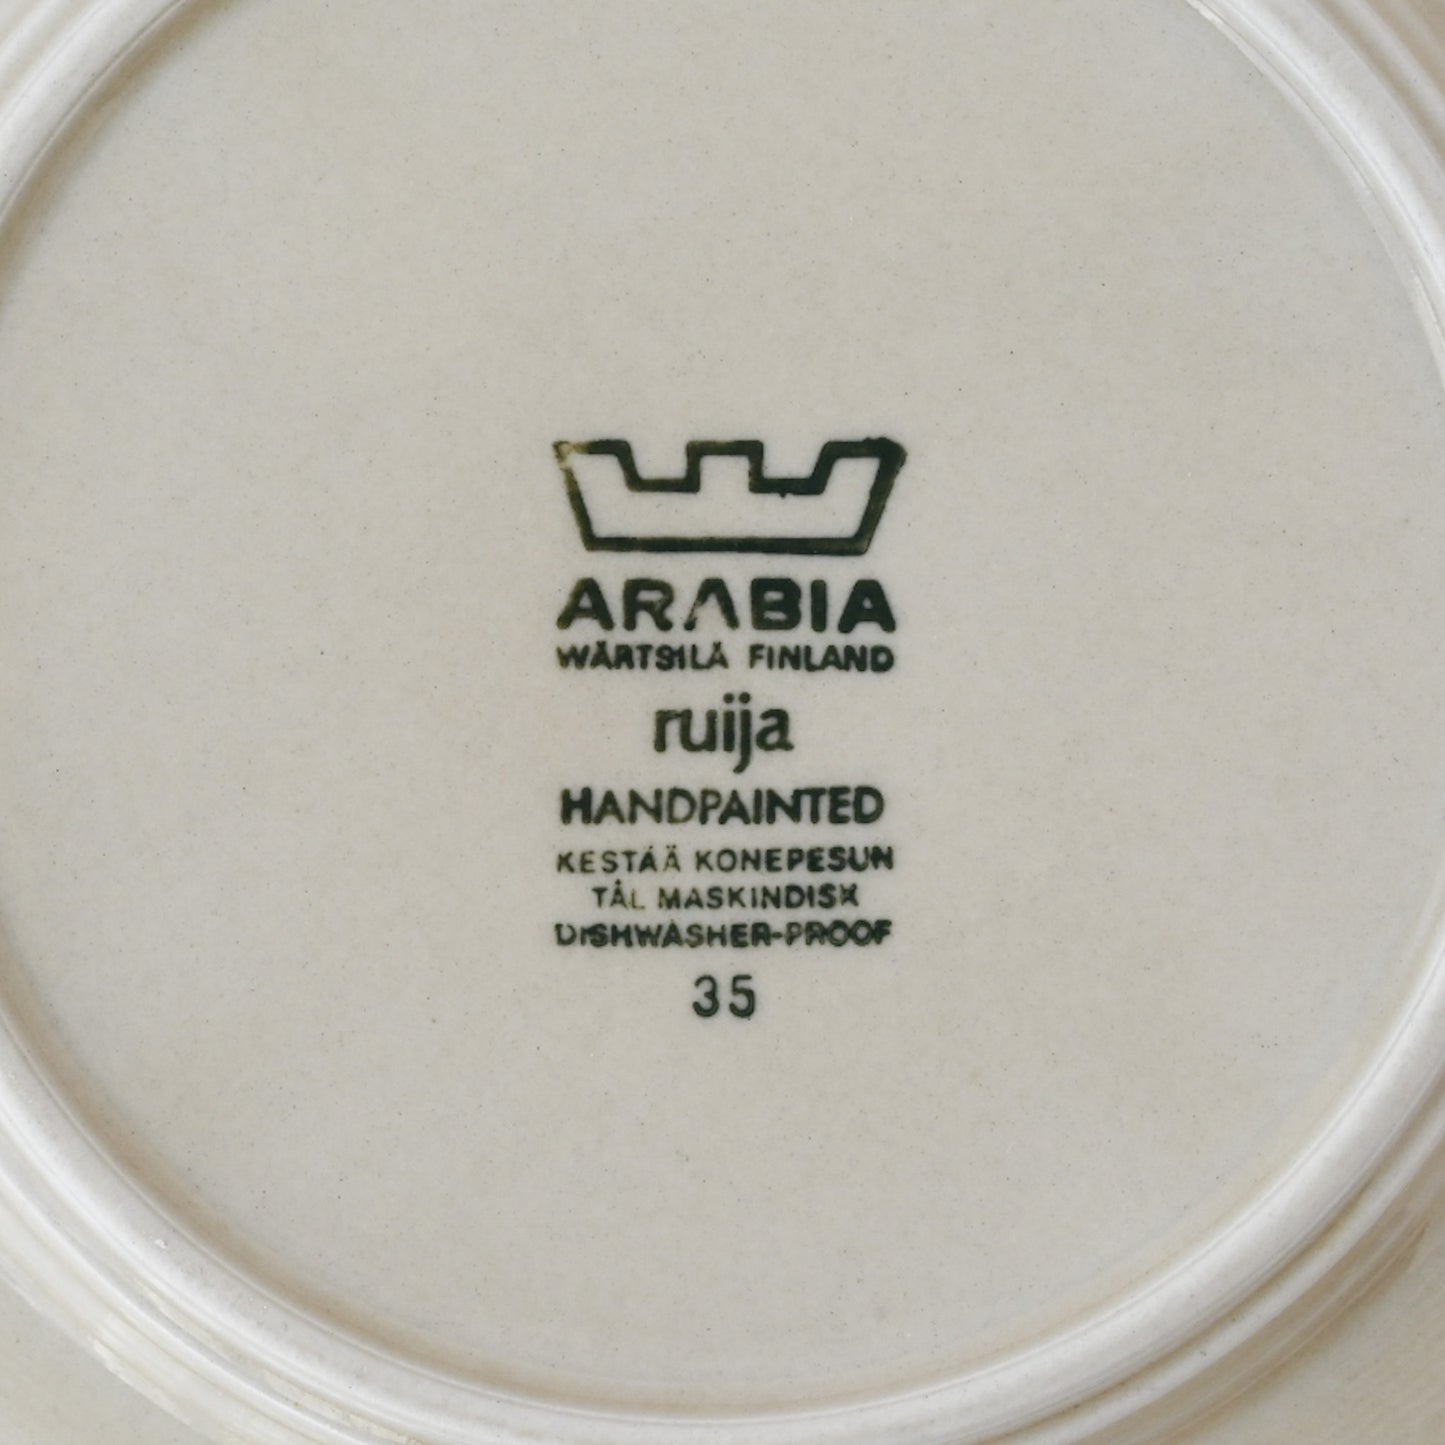 ARABIA
WÄRTSILÄ FINLAND
ruija
HANDPAINTED
KESTÄÄ KONEPESUN
TÅL MASKINDISK
DISHWASHER-PROOF
35